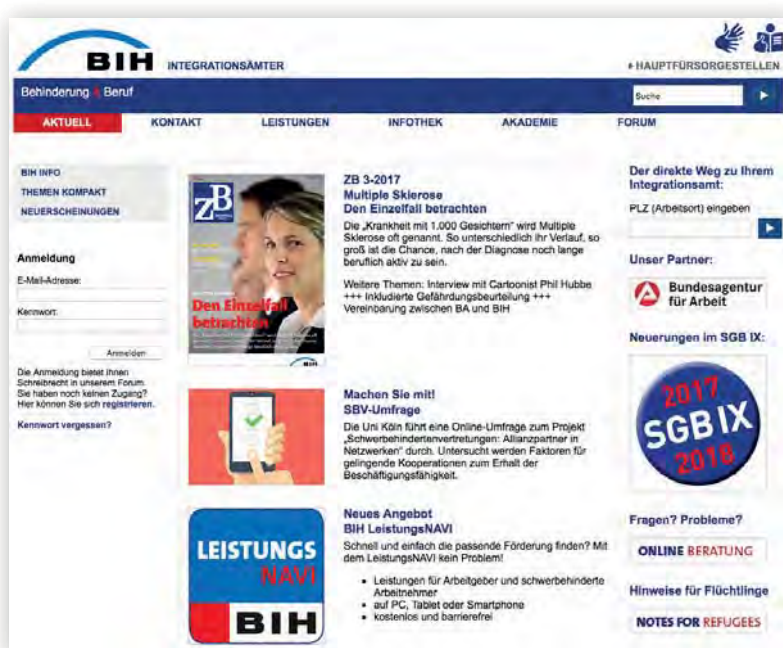 BIH INTEGRATIONSÄMTER
HAUPTFÜRSORGESTELLEN
Behinderung & Beruf
Suche
AKTUELL KONTAKT LEISTUNGEN INFOTHEK AKADEMIE FORUM
BIH INFO
THEMEN KOMPAKT
NEUERSCHEINUNGEN
Anmeldung
E-Mail-Adresse:
Kennwort:
Anmelden
Die Anmeldung bietet Ihnen
Schreibrecht in unserem Forum.
Sie haben noch keinen Zugang?
Hier können Sie sich registrieren.
Kennwort vergessen?
ZB
Den Einzelfall
betrachten
BIH
ZB 3-2017
Multiple Sklerose
Den Einzelfall betrachten
Die „Krankheit mit 1.000 Gesichtern" wird Multiple
Sklerose oft genannt. So unterschiedlich ihr Verlauf, so
groß ist die Chance, nach der Diagnose noch lange
beruflich aktiv zu sein.
Weitere Themen: Interview mit Cartoonist Phil Hubbe
+++ Inkludierte Gefährdungsbeurteilung +++
Vereinbarung zwischen BA und BIH
Machen Sie mit!
SBV-Umfrage
Die Uni Köln führt eine Online-Umfrage zum Projekt
„Schwerbehindertenvertretungen: Allianzpartner in
Netzwerken" durch. Untersucht werden Faktoren für
gelingende Kooperationen zum Erhalt der
Beschäftigungsfähigkeit.
LEISTUNGS
NAVI
BIH
Neues Angebot
BIH LeistungsNAVI
Schnell und einfach die passende Förderung finden? Mit
dem LeistungsNAVI kein Problem!
• Leistungen für Arbeitgeber und schwerbehinderte
Arbeitnehmer
• auf PC, Tablet oder Smartphone
• kostenlos und barrierefrei
Der direkte Weg zu Ihrem
Integrationsamt:
PLZ (Arbeitsort) eingeben
Unser Partner:
Bundesagentur
für Arbeit
Neuerungen im SGB IX:
2017
SGB IX
2018
Fragen? Probleme?
ONLINE BERATUNG
Hinweise für Flüchtlinge
NOTES FOR REFUGEES